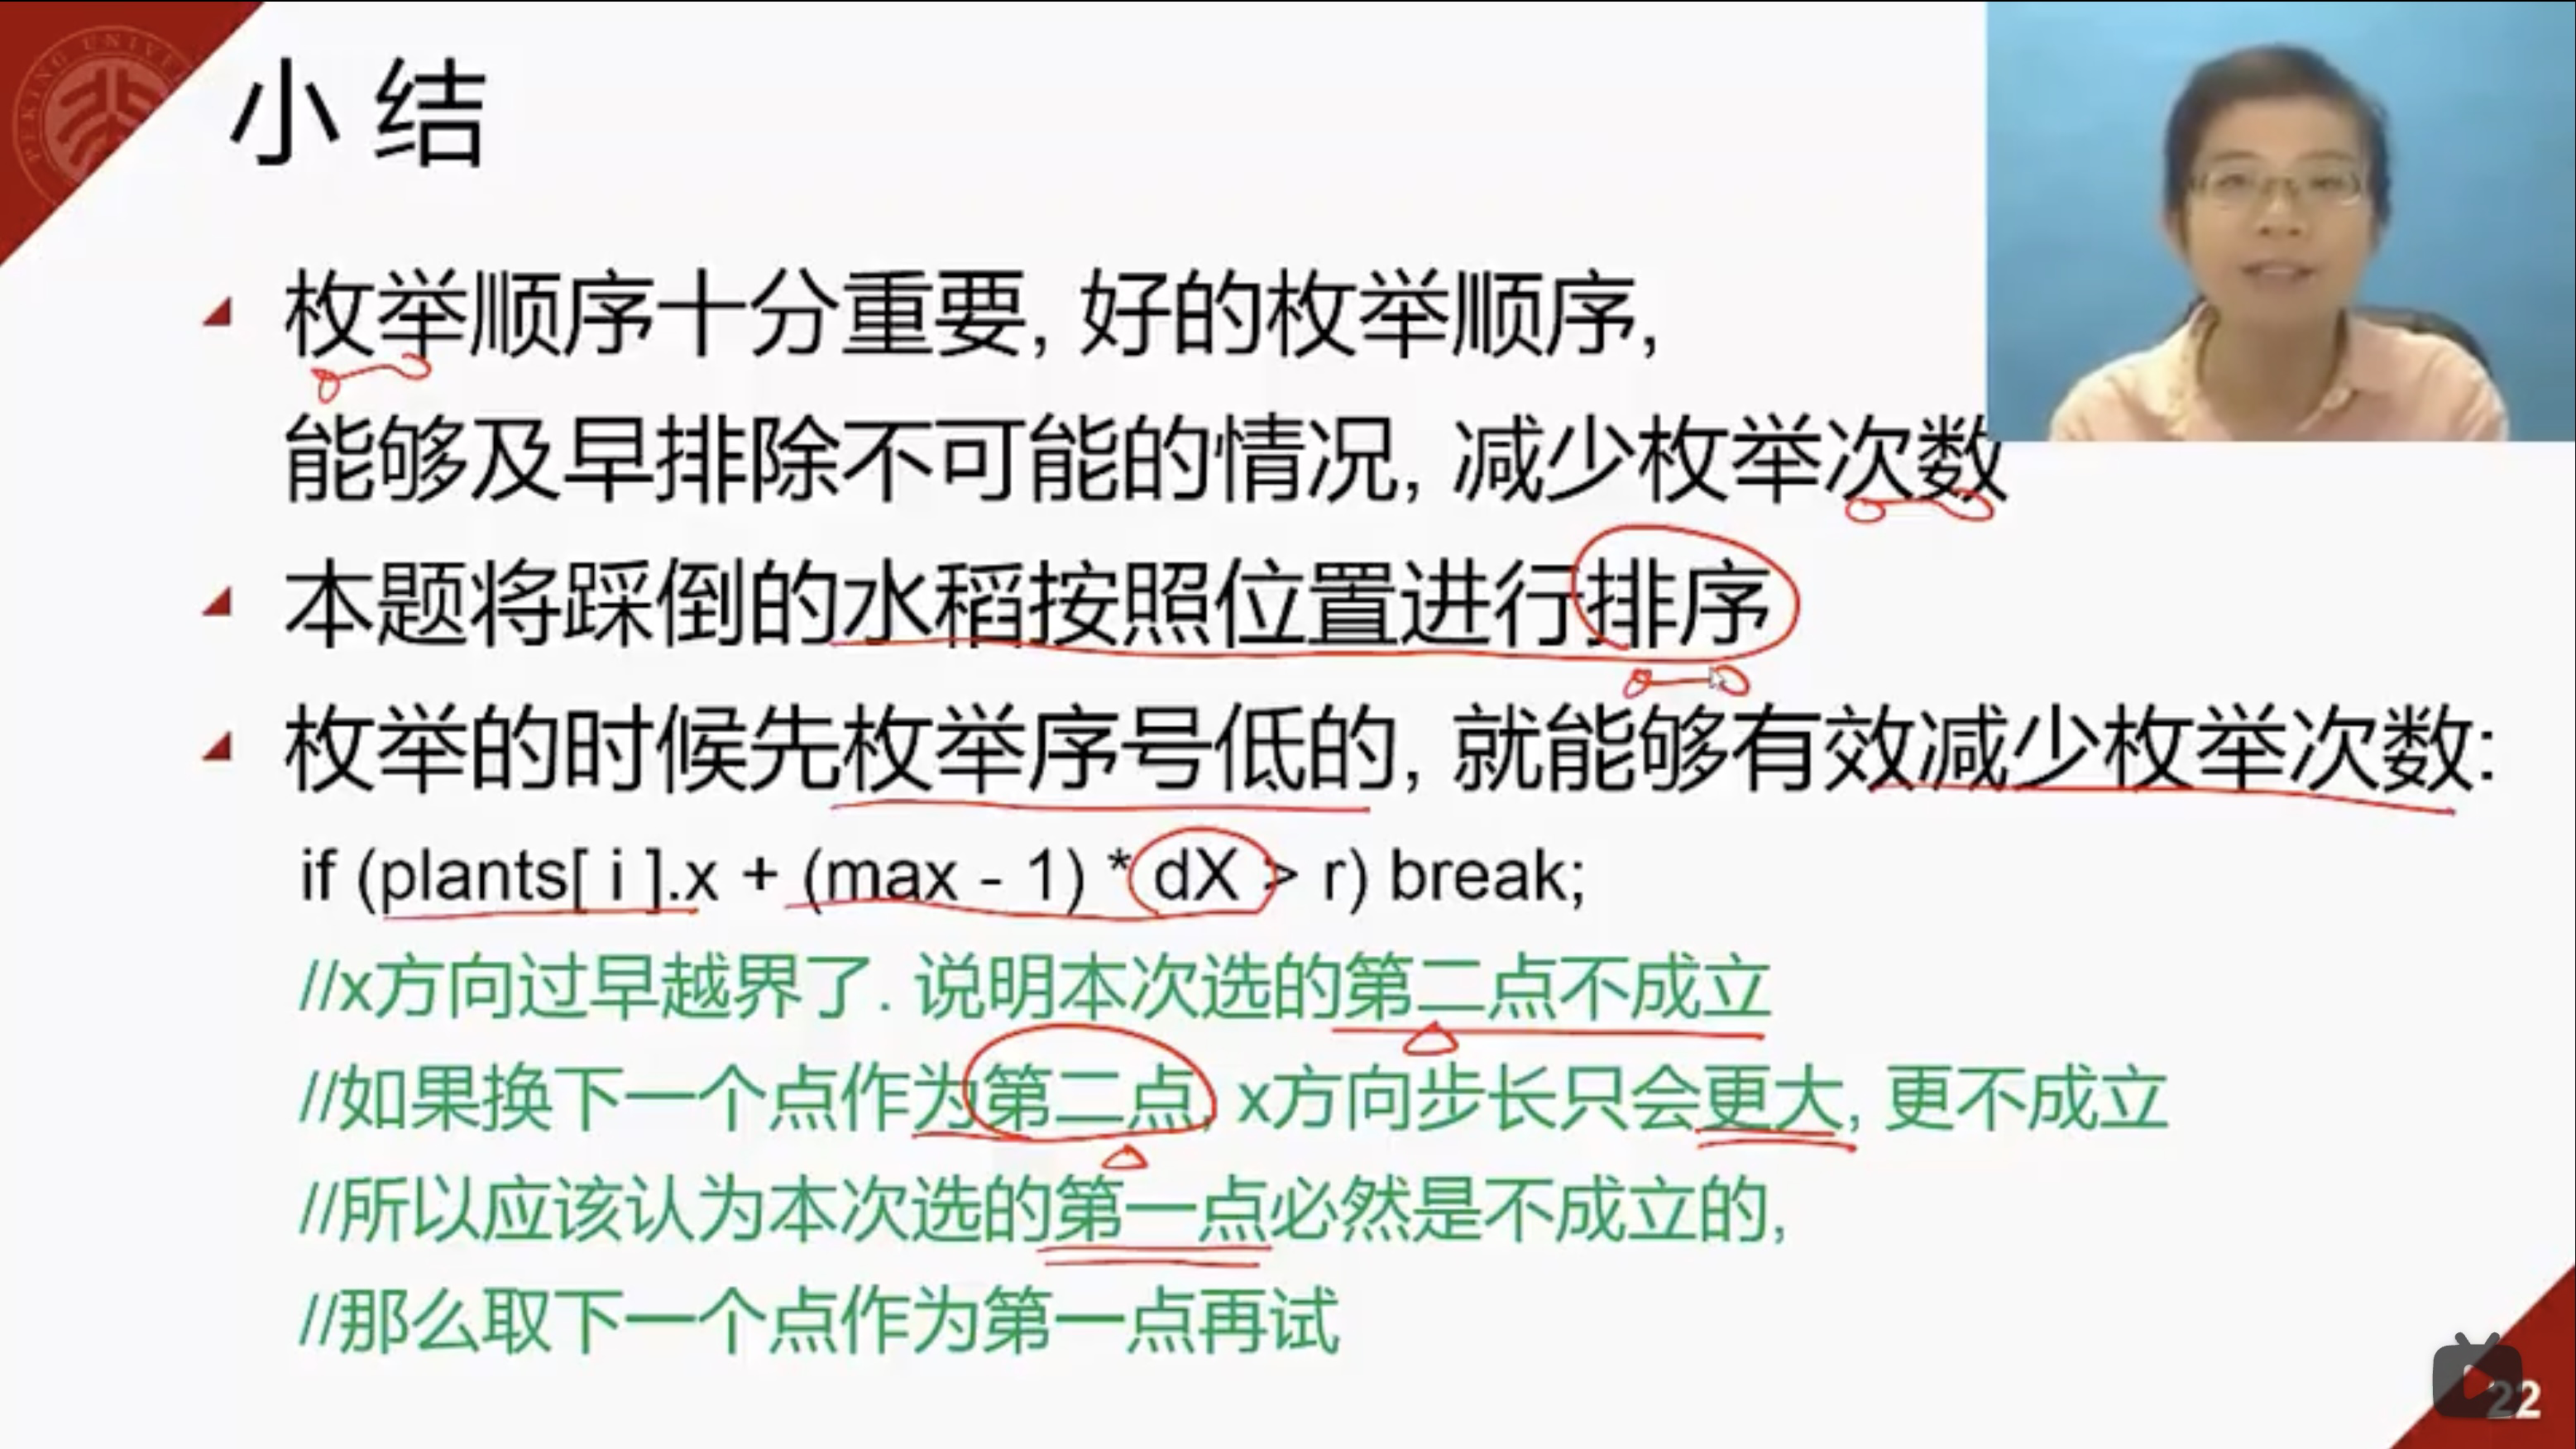 PEKING UNIV
小 结
枚举顺序十分重要, 好的枚举顺序,
能够及早排除不可能的情况, 减少枚举次数
本题将踩倒的水稻按照位置进行排序
枚举的时候先枚举序号低的, 就能够有效减少枚举次数:
if (plants[ i ].x + (max - 1) * dX > r) break;
//x方向过早越界了. 说明本次选的第二点不成立
//如果换下一个点作为第二点, x方向步长只会更大, 更不成立
//所以应该认为本次选的第一点必然是不成立的,
//那么取下一个点作为第一点再试
22